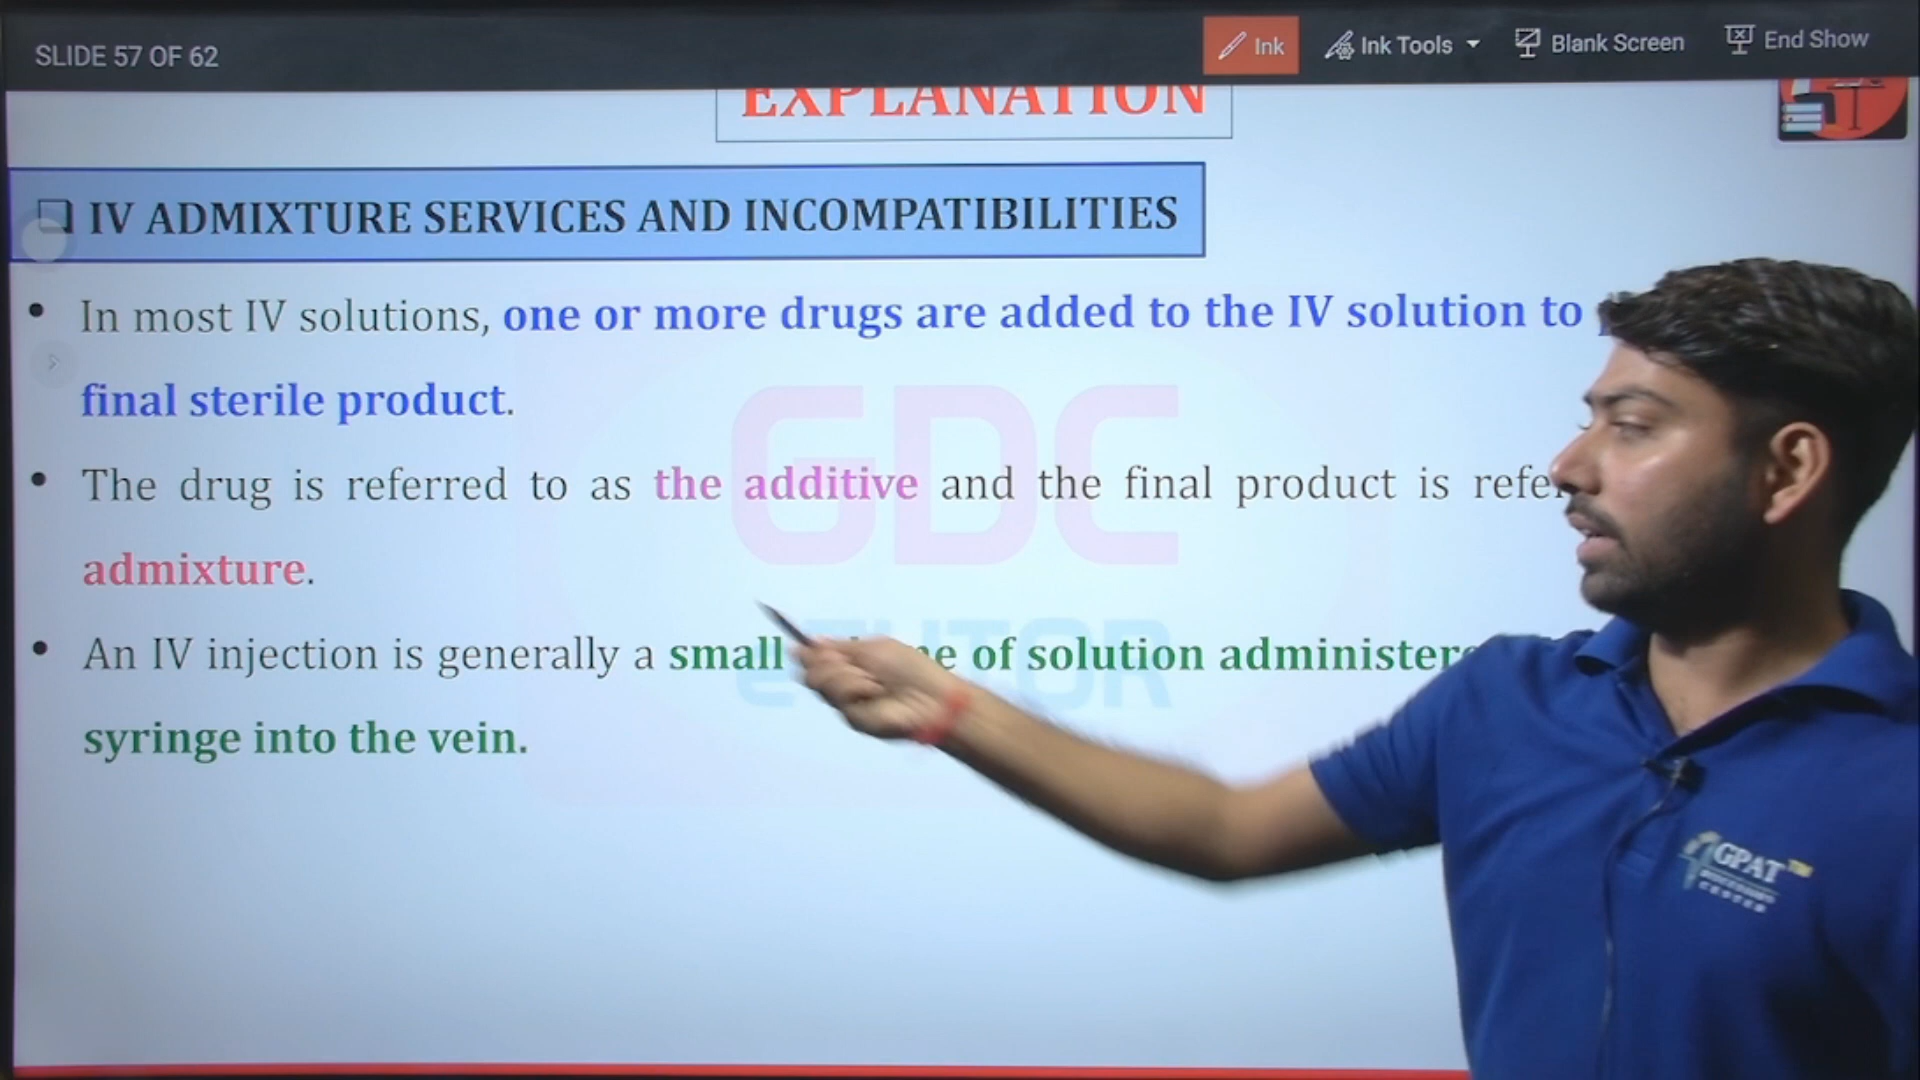 SLIDE 57 OF 62
Ink
Ink Tools
Blank Screen
End Show
EXPLANATION
IV ADMIXTURE SERVICES AND INCOMPATIBILITIES
• In most IV solutions, one or more drugs are added to the IV solution to
final sterile product.
• The drug is referred to as the additive and the final product is
admixture.
• An IV injection is generally a small of solution
syringe into the vein.
GDC
eTUTOR
GPAT
CENTER